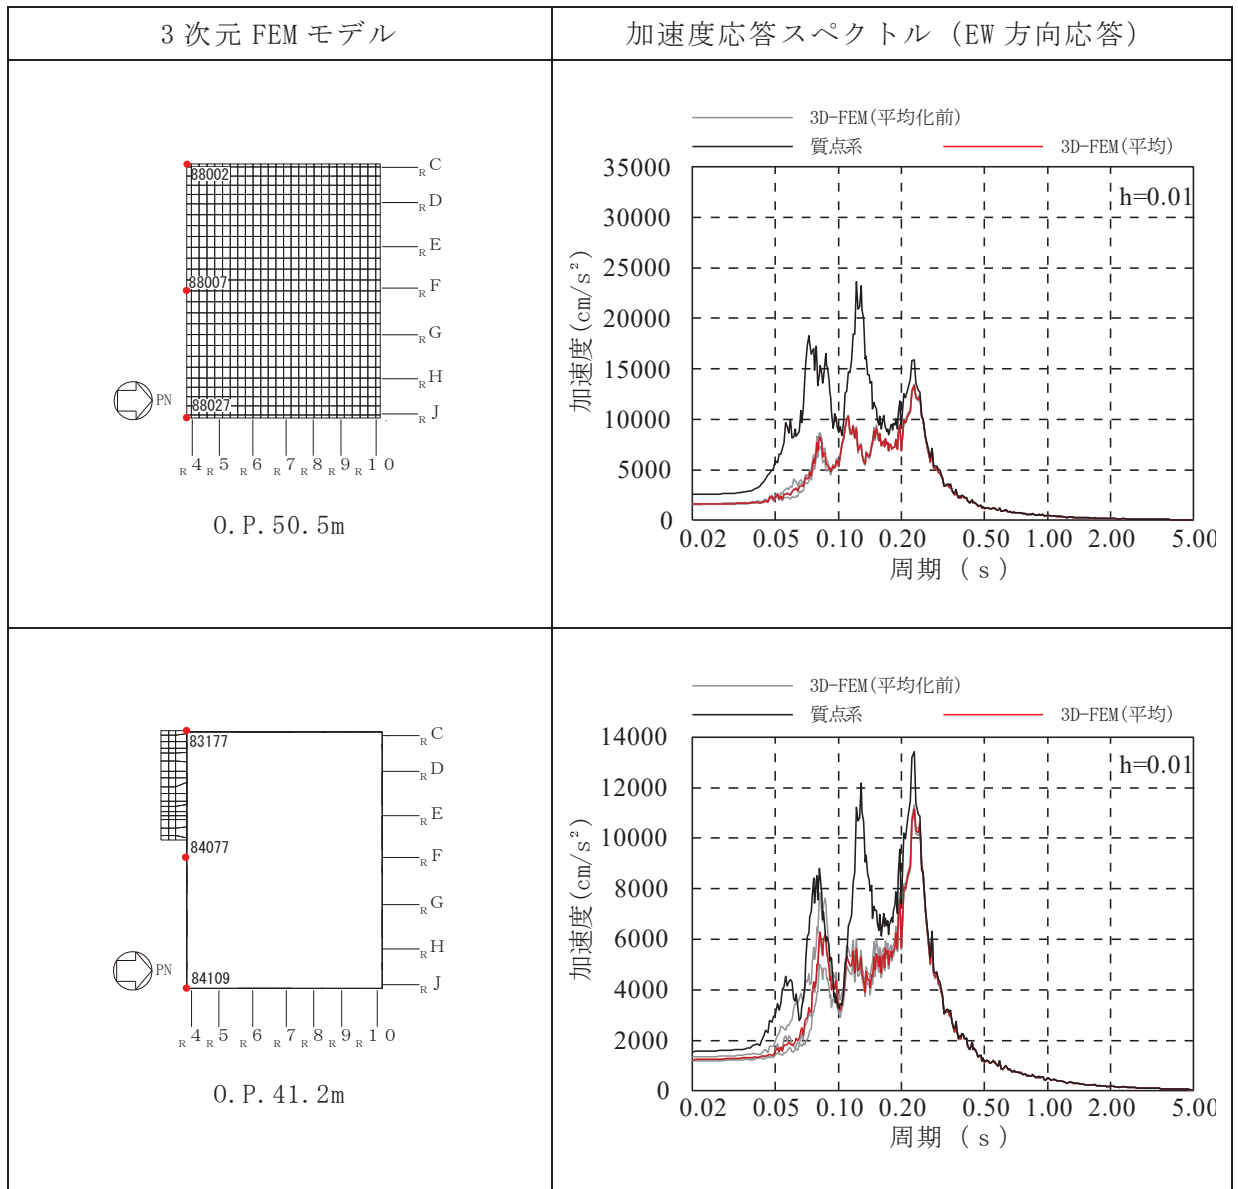 3次元 FEM モデル
加速度応答スペクトル（EW 方向応答）
88002
88007
88027
PN
RC
RD
RE
RF
RG
RH
RJ
R4 R5 R6 R7 R8 R9 R10
O.P.50.5m
3D-FEM(平均化前)
質点系
3D-FEM(平均)
h=0.01
35000
30000
25000
20000
15000
10000
5000
0
加速度(cm/s²)
0.02 0.05 0.10 0.20 0.50 1.00 2.00 5.00
周期（s）
83177
84077
84109
PN
RC
RD
RE
RF
RG
RH
RJ
R4 R5 R6 R7 R8 R9 R10
O.P.41.2m
3D-FEM(平均化前)
質点系
3D-FEM(平均)
h=0.01
14000
12000
10000
8000
6000
4000
2000
0
加速度(cm/s²)
0.02 0.05 0.10 0.20 0.50 1.00 2.00 5.00
周期（s）